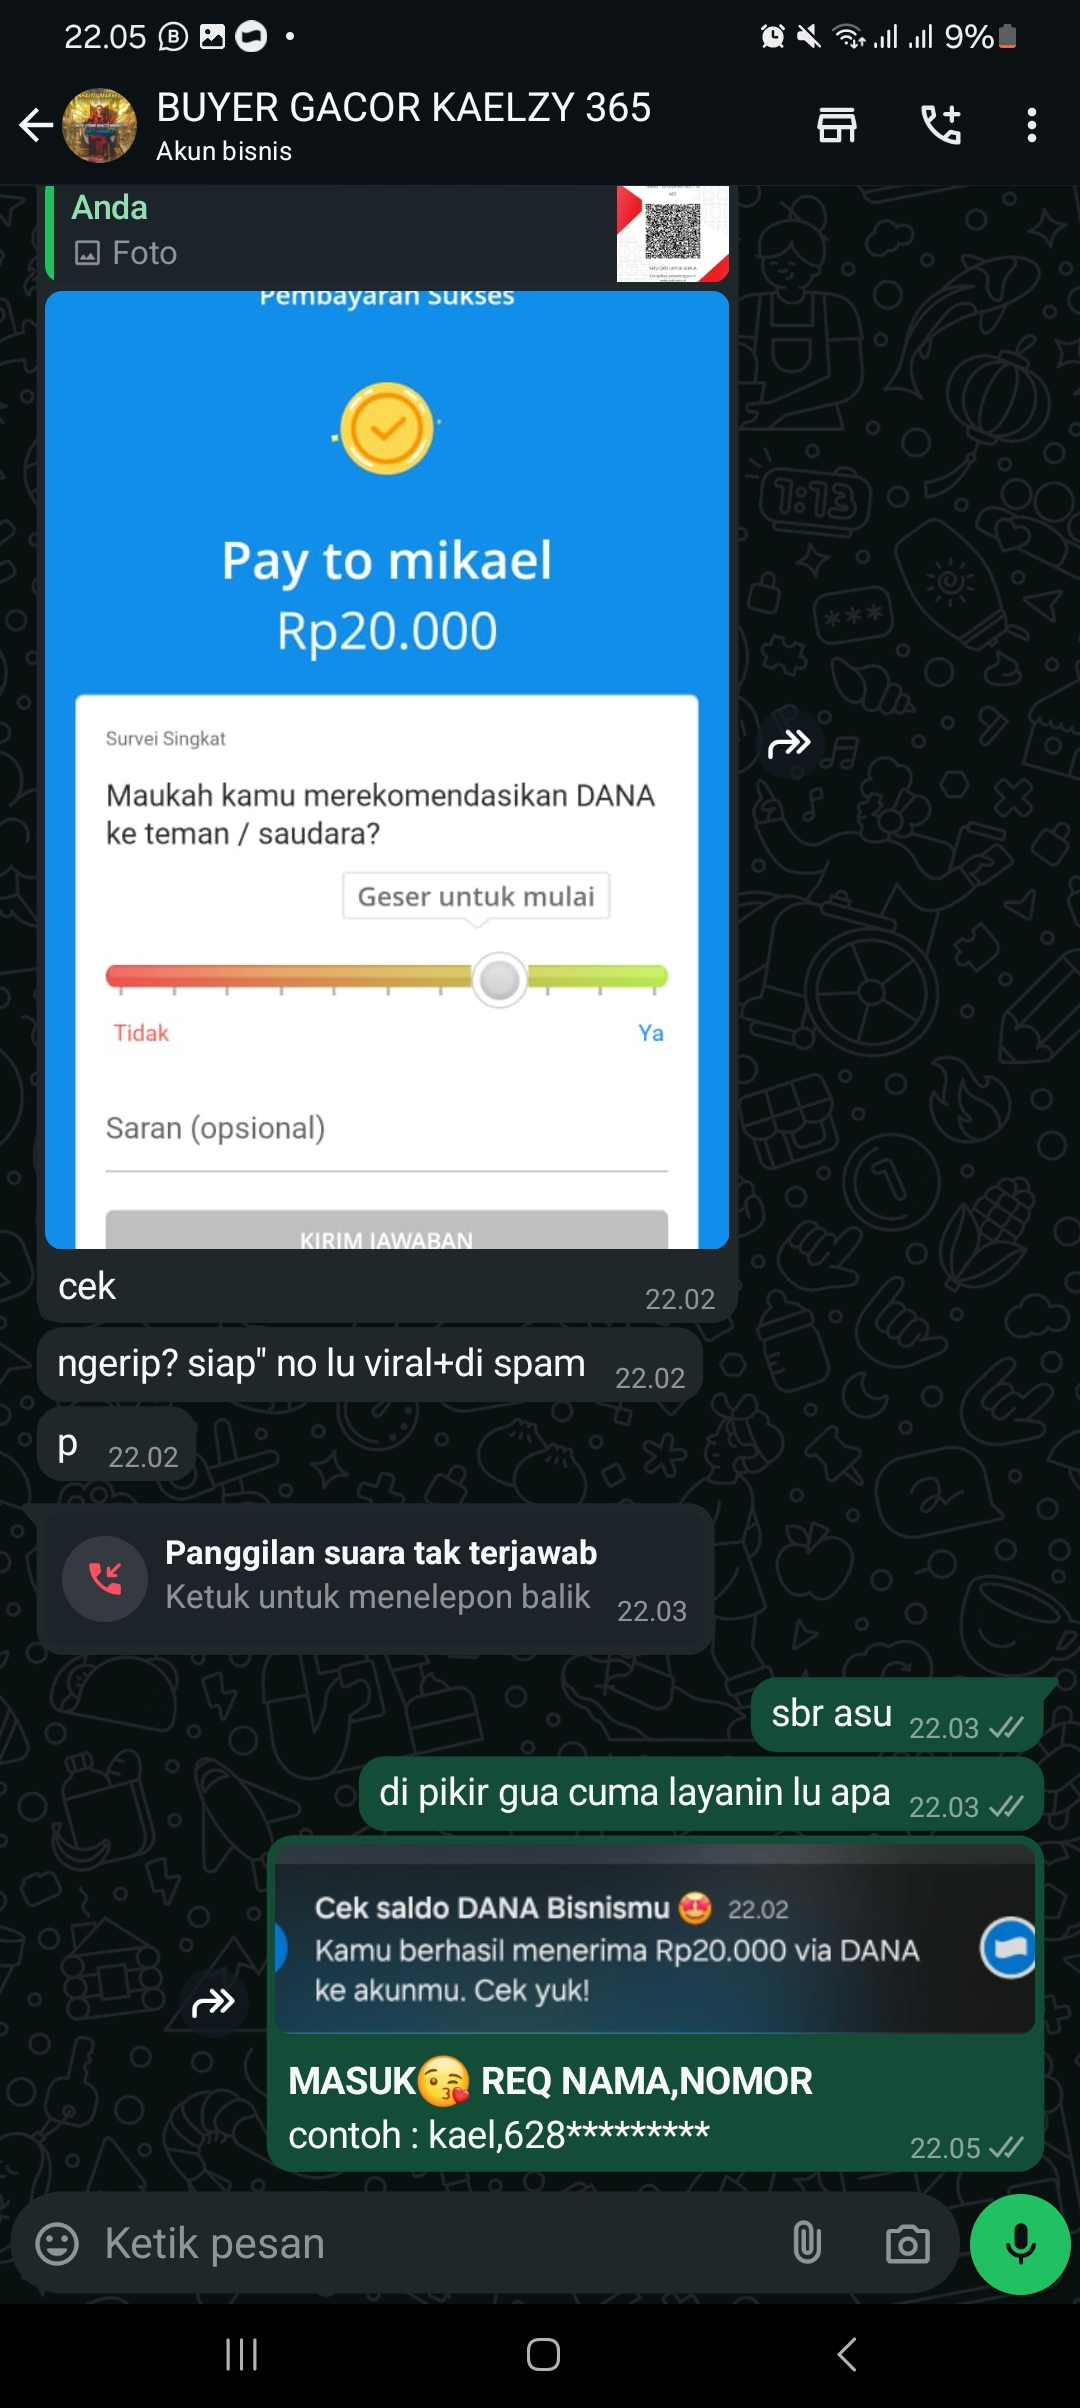 22.05
9%
BUYER GACOR KAELZY 365
Akun bisnis
Anda
Foto
Pembayaran Sukses
Pay to mikael
Rp20.000
Survei Singkat
Maukah kamu merekomendasikan DANA
ke teman / saudara?
Geser untuk mulai
Tidak
Ya
Saran (opsional)
KIRIM JAWABAN
cek
22.02
ngerip? siap" no lu viral+di spam
22.02
p
22.02
Panggilan suara tak terjawab
Ketuk untuk menelepon balik
22.03
sbr asu
22.03
di pikir gua cuma layanin lu apa
22.03
Cek saldo DANA Bisnismu 🤩 22.02
Kamu berhasil menerima Rp20.000 via DANA
ke akunmu. Cek yuk!
MASUK😘 REQ NAMA,NOMOR
contoh : kael,628*********
22.05
Ketik pesan